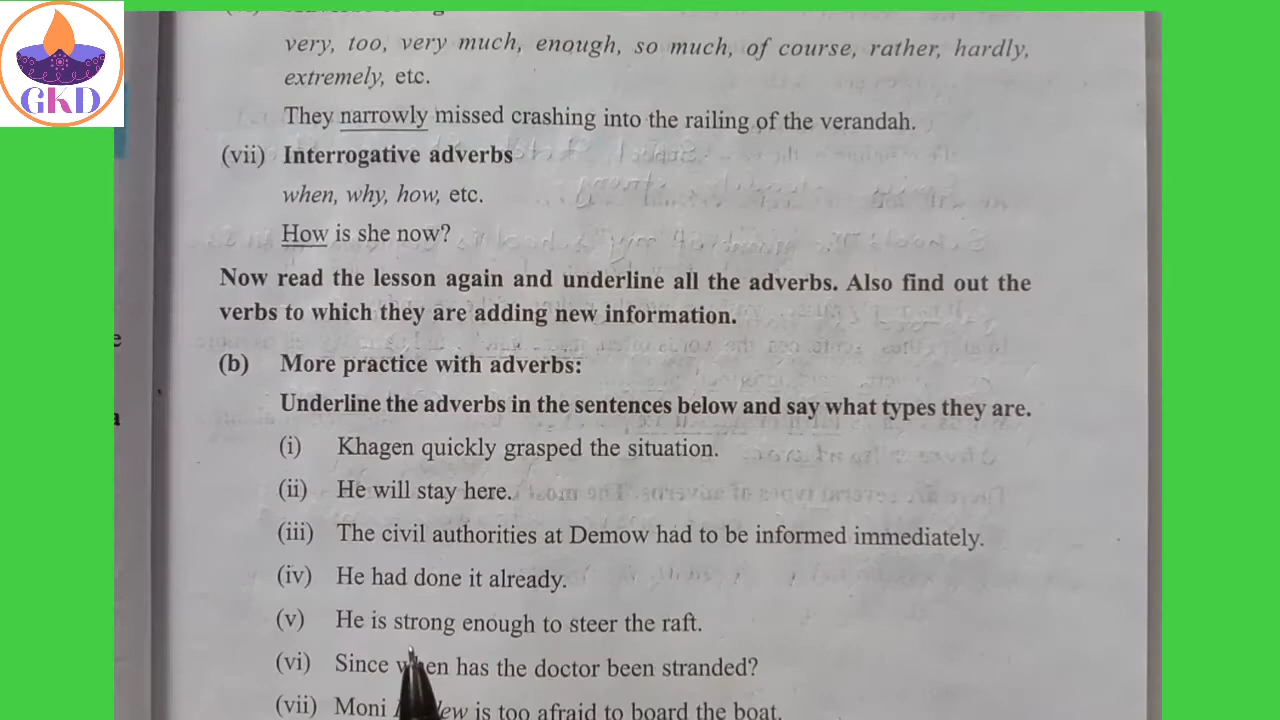 GKD
very, too, very much, enough, so much, of course, rather, hardly,
extremely, etc.
They narrowly missed crashing into the railing of the verandah.
(vii) Interrogative adverbs
when, why, how, etc.
How is she now?
Now read the lesson again and underline all the adverbs. Also find out the
verbs to which they are adding new information.
(b) More practice with adverbs:
Underline the adverbs in the sentences below and say what types they are.
(i) Khagen quickly grasped the situation.
(ii) He will stay here.
(iii) The civil authorities at Demow had to be informed immediately.
(iv) He had done it already.
(v) He is strong enough to steer the raft.
(vi) Since when has the doctor been stranded?
(vii) Moni is too afraid to board the boat.